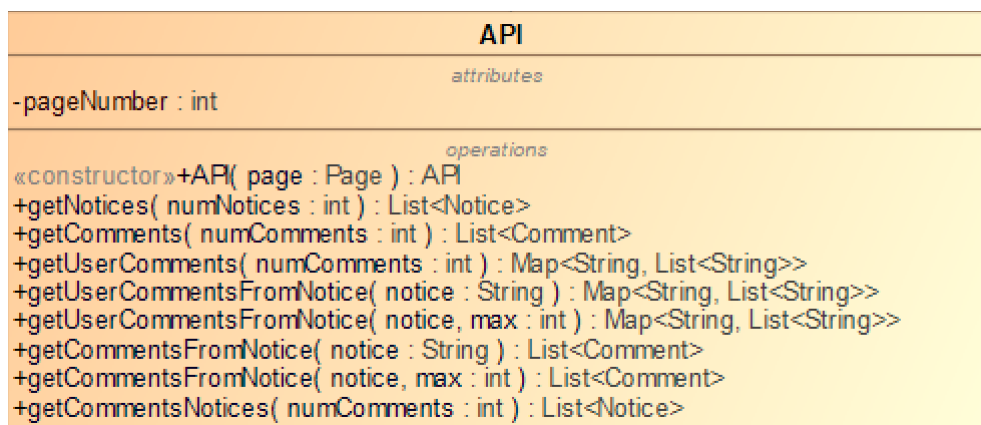 API
attributes
-pageNumber : int
operations
«constructor»+API( page : Page ) : API
+getNotices( numNotices : int ) : List<Notice>
+getComments( numComments : int ) : List<Comment>
+getUserComments( numComments : int ) : Map<String, List<String>>
+getUserCommentsFromNotice( notice : String ) : Map<String, List<String>>
+getUserCommentsFromNotice( notice, max : int ) : Map<String, List<String>>
+getCommentsFromNotice( notice : String ) : List<Comment>
+getCommentsFromNotice( notice, max : int ) : List<Comment>
+getCommentsNotices( numComments : int ) : List<Notice>